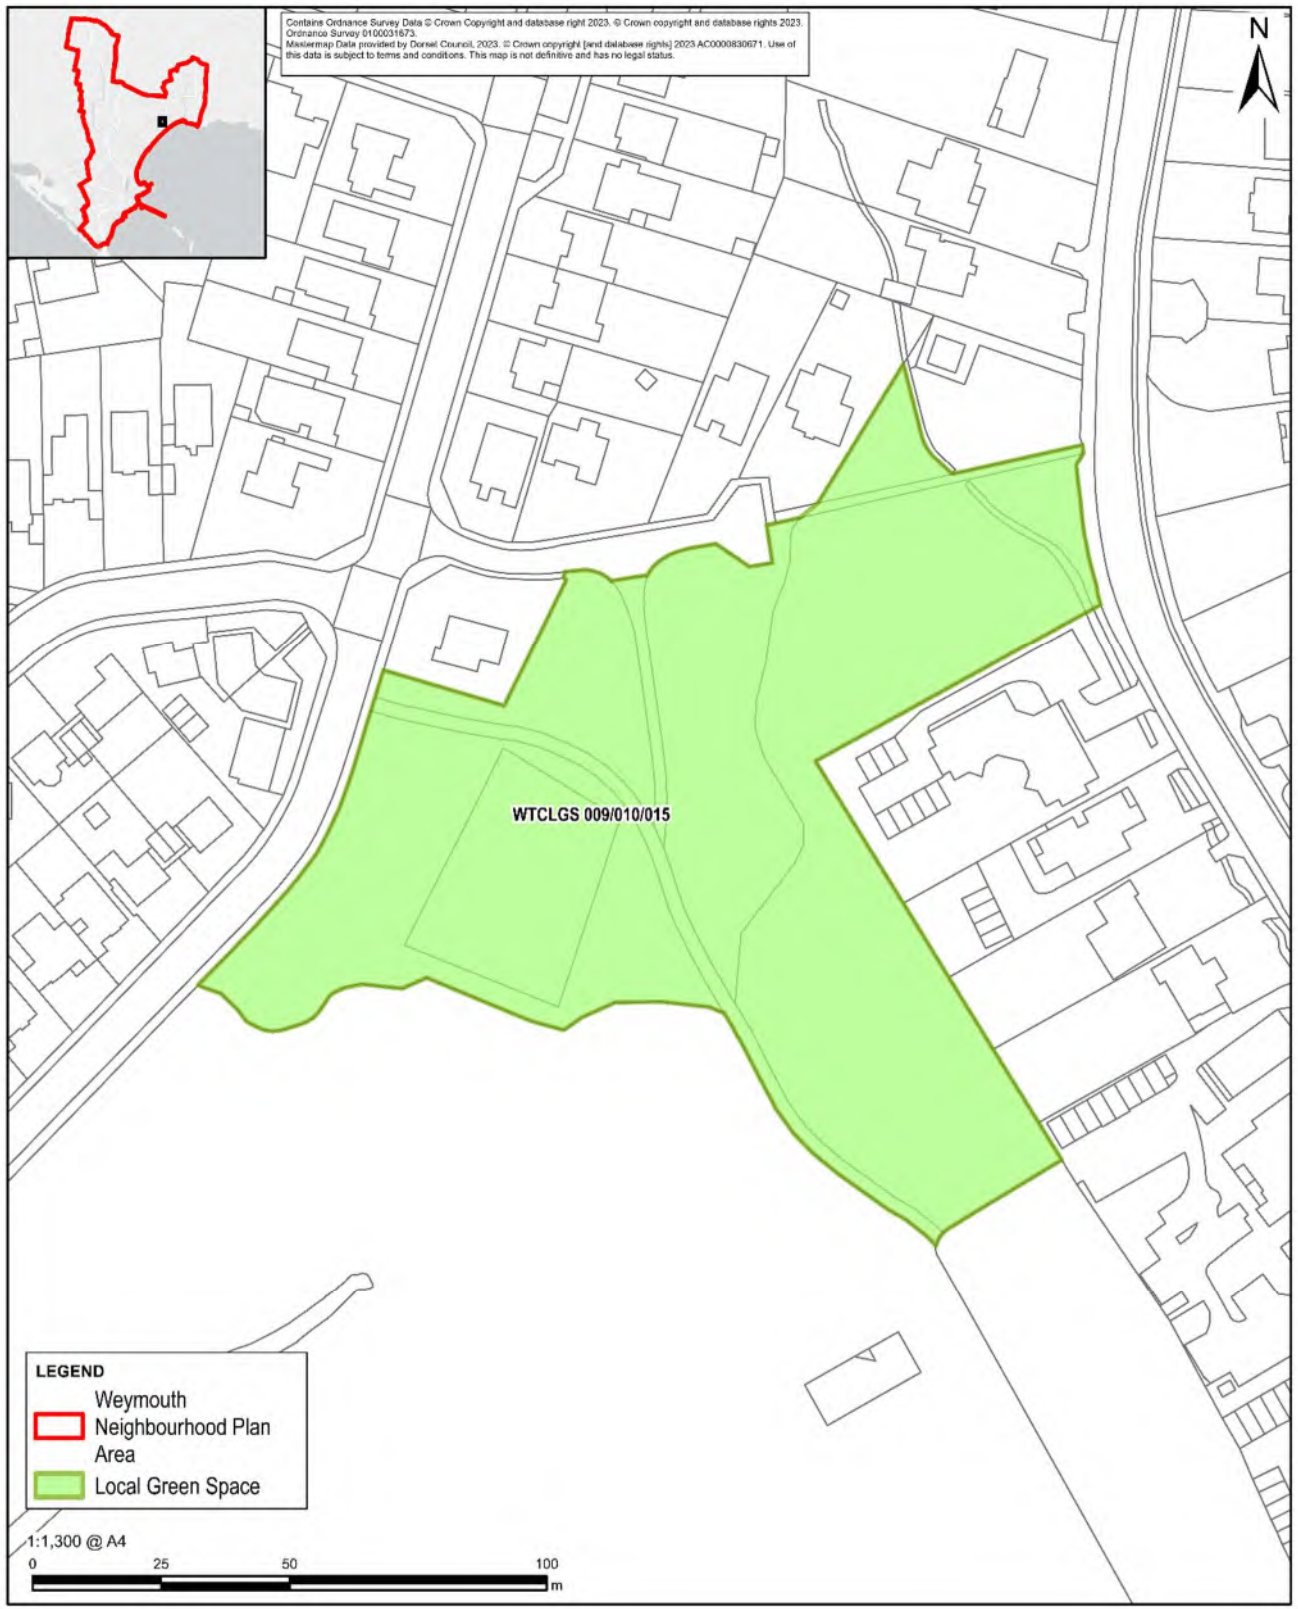 Contains Ordnance Survey Data © Crown Copyright and database right 2023. © Crown copyright and database rights 2023.
Ordnance Survey 0100031673.
Mastermap Data provided by Dorset Council, 2023. © Crown copyright [and database rights] 2023 AC0000830671. Use of
this data is subject to terms and conditions. This map is not definitive and has no legal status.
N
WTCLGS 009/010/015
LEGEND
Weymouth
Neighbourhood Plan
Area
Local Green Space
1:1,300 @ A4
0 25 50 100
m